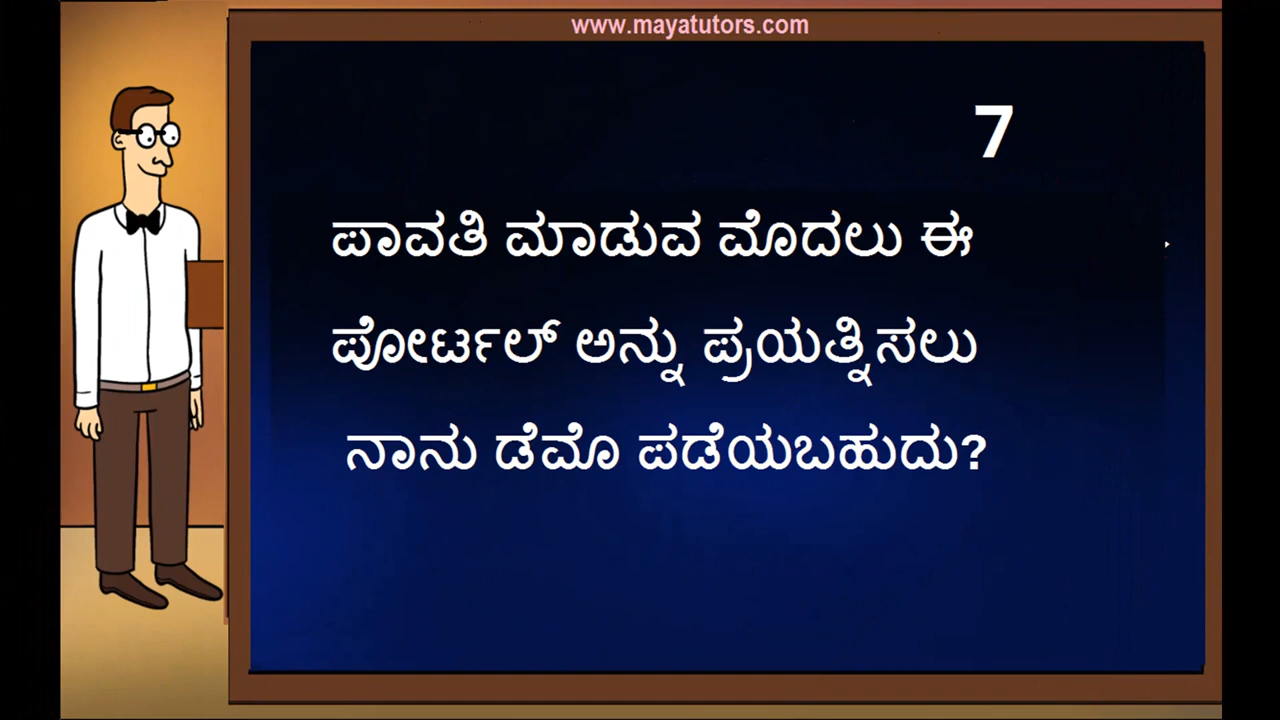 www.mayatutors.com
7
ಪಾವತಿ ಮಾಡುವ ಮೊದಲು ಈ
ಪೋರ್ಟಲ್ ಅನ್ನು ಪ್ರಯತ್ನಿಸಲು
ನಾನು ಡೆಮೊ ಪಡೆಯಬಹುದು?